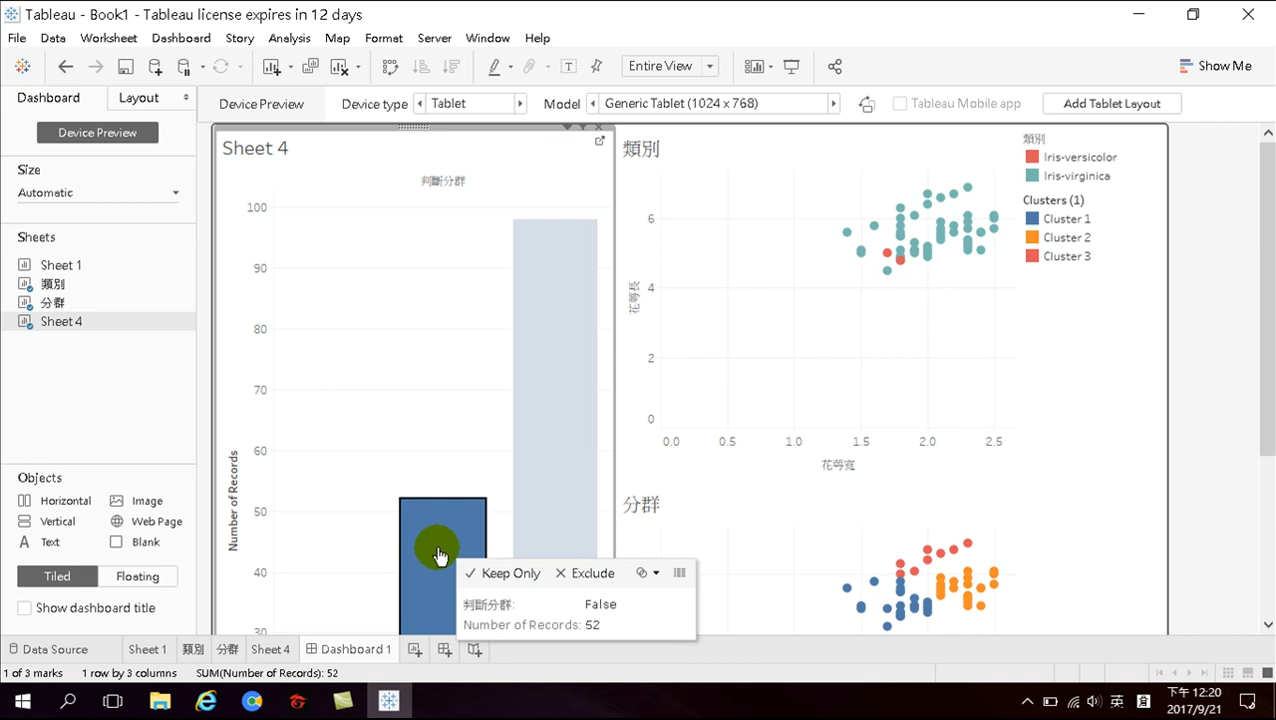 Tableau - Book1 - Tableau license expires in 12 days
File Data Worksheet Dashboard Story Analysis Map Format Server Window Help
Entire View
Show Me
Dashboard Layout
Device Preview Device type Tablet Model Generic Tablet (1024 x 768) Tableau Mobile app Add Tablet Layout
Device Preview
Size
Automatic
Sheets
Sheet 1
類別
分群
Sheet 4
Objects
Horizontal Image
Vertical Web Page
Text Blank
Tiled Floating
Show dashboard title
Sheet 4
判斷分群
100
90
80
70
60
50
40
30
Number of Records
Keep Only Exclude
判斷分群: False
Number of Records: 52
類別
6
4
2
0
花萼長
0.0 0.5 1.0 1.5 2.0 2.5
花萼寬
類別
Iris-versicolor
Iris-virginica
Clusters (1)
Cluster 1
Cluster 2
Cluster 3
分群
Data Source Sheet 1 類別 分群 Sheet 4 Dashboard 1
1 of 3 marks 1 row by 3 columns SUM(Number of Records): 52
英
下午 12:20
2017/9/21